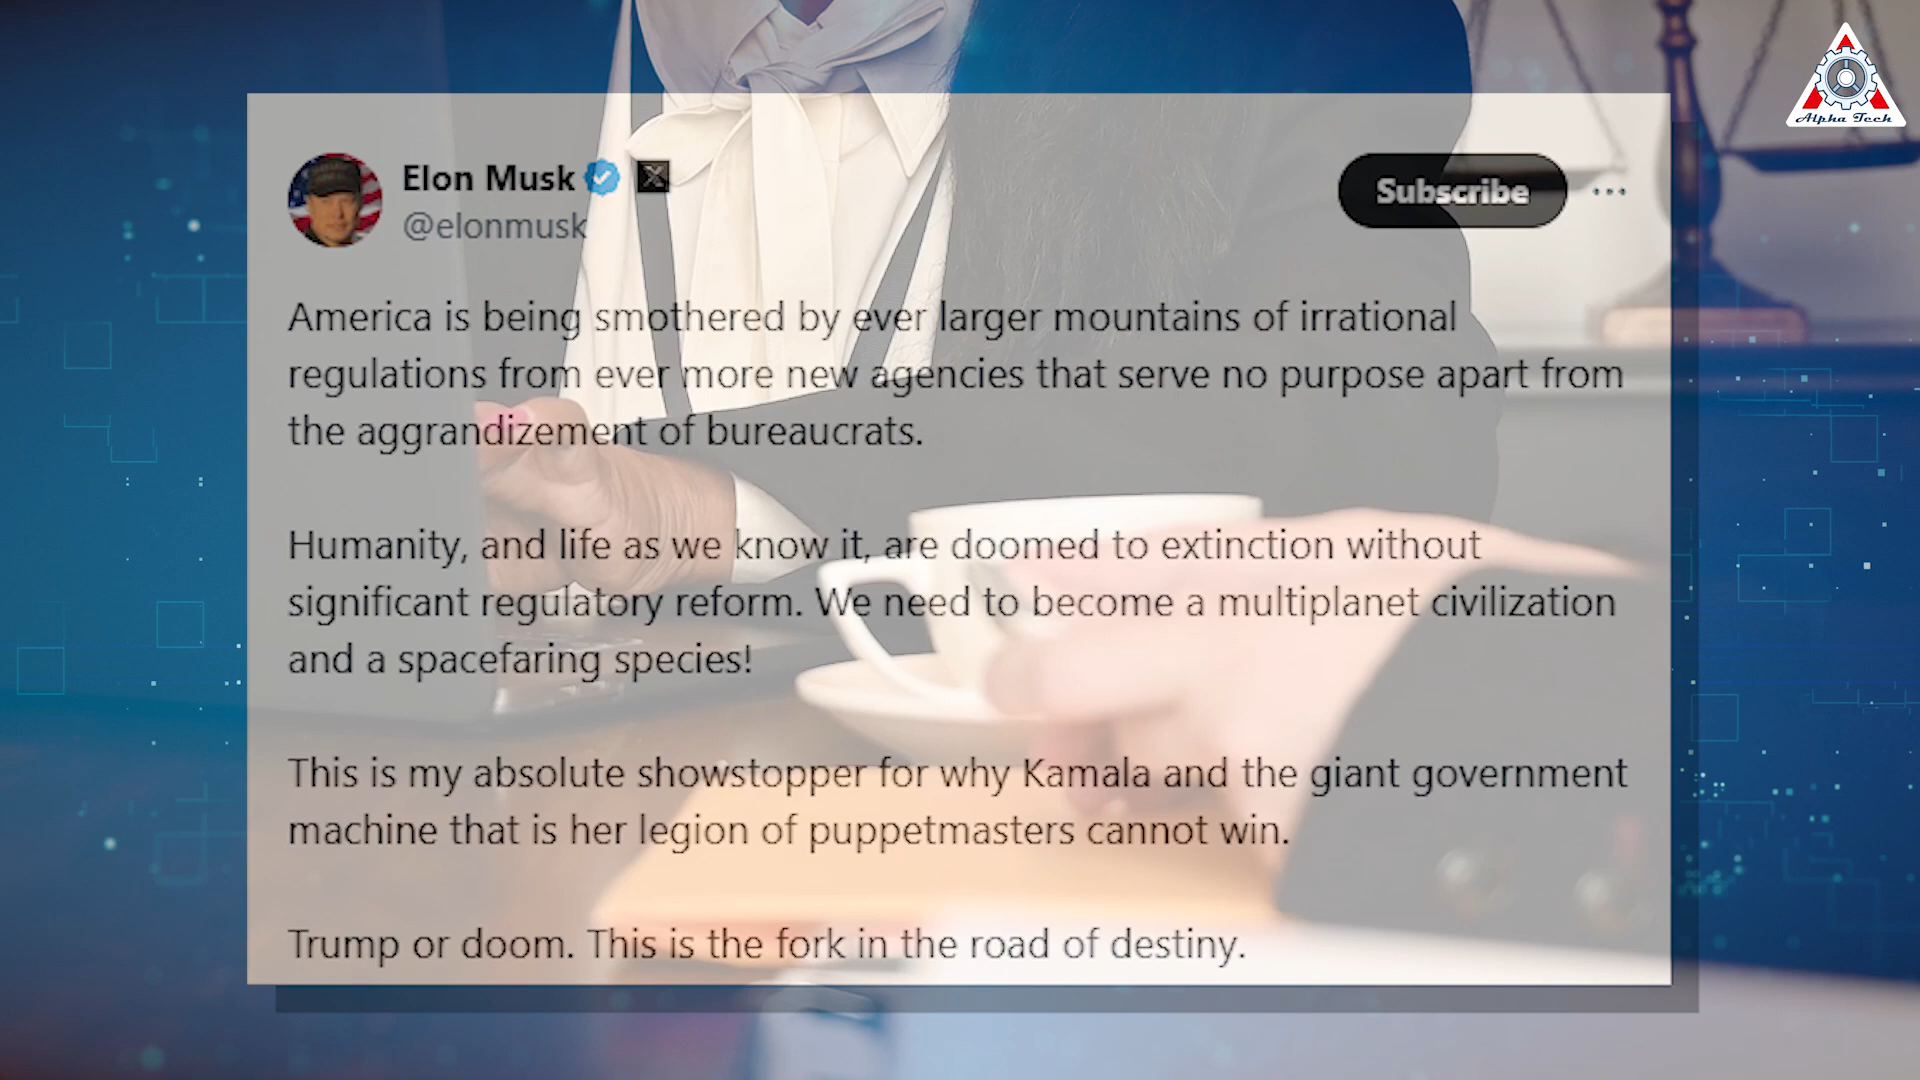 Alpha Tech
Elon Musk
@elonmusk
Subscribe
America is being smothered by ever larger mountains of irrational
regulations from ever more new agencies that serve no purpose apart from
the aggrandizement of bureaucrats.
Humanity, and life as we know it, are doomed to extinction without
significant regulatory reform. We need to become a multiplanet civilization
and a spacefaring species!
This is my absolute showstopper for why Kamala and the giant government
machine that is her legion of puppetmasters cannot win.
Trump or doom. This is the fork in the road of destiny.